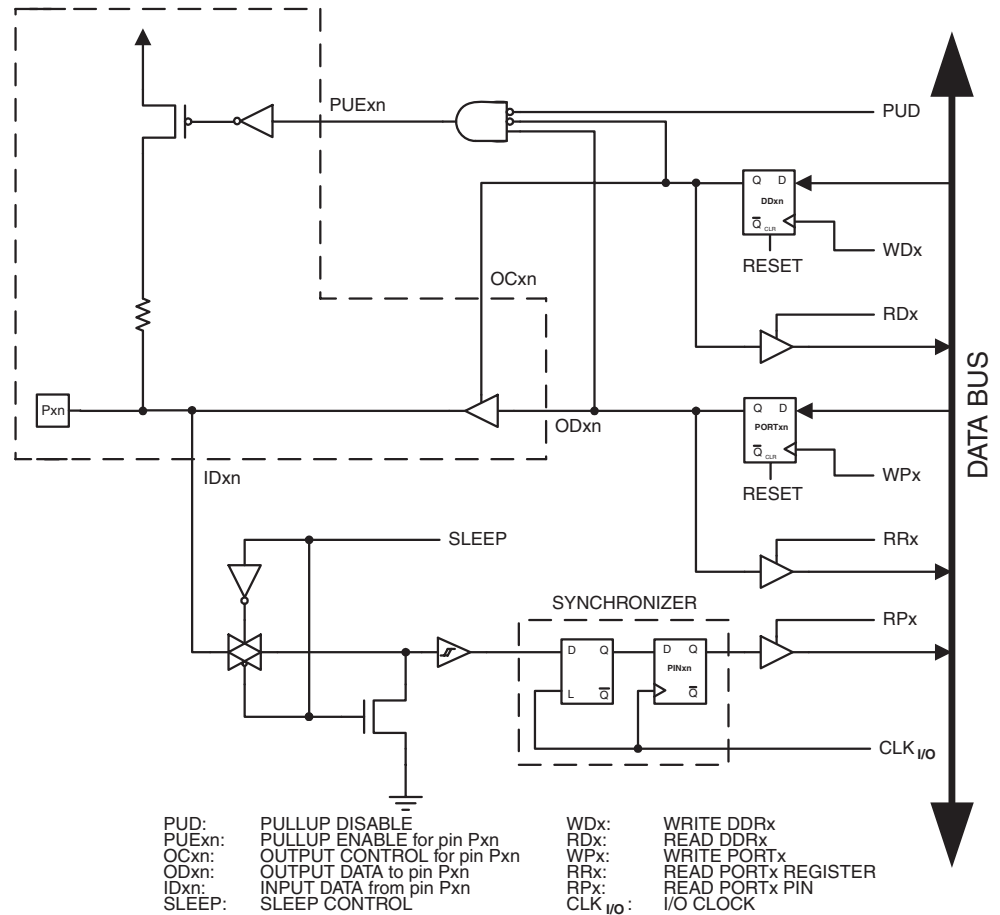 PUExn
PUD
Q D
DDxn
Q CLR
RESET
WDx
OCxn
RDx
Pxn
ODxn
Q D
PORTxn
Q CLR
RESET
WPx
DATA BUS
IDxn
SLEEP
RRx
SYNCHRONIZER
RPx
D Q
L Q
D Q
PINxn
Q
CLK I/O
PUD: PULLUP DISABLE
PUExn: PULLUP ENABLE for pin Pxn
OCxn: OUTPUT CONTROL for pin Pxn
ODxn: OUTPUT DATA to pin Pxn
IDxn: INPUT DATA from pin Pxn
SLEEP: SLEEP CONTROL
WDx: WRITE DDRx
RDx: READ DDRx
WPx: WRITE PORTx
RRx: READ PORTx REGISTER
RPx: READ PORTx PIN
CLK I/O: I/O CLOCK